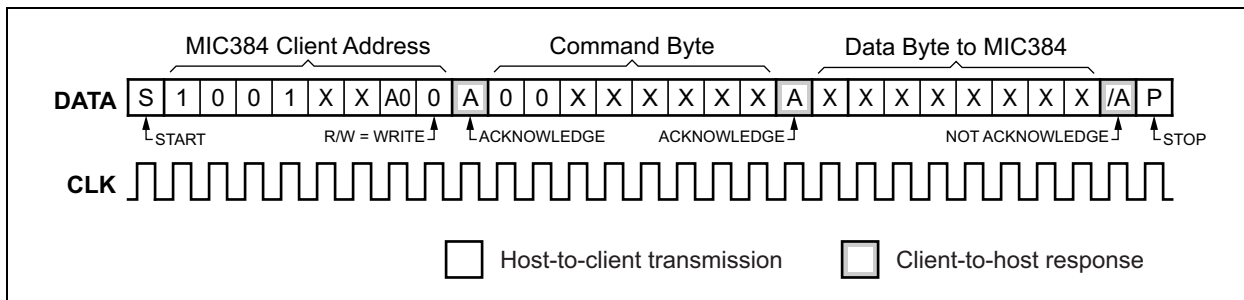 MIC384 Client Address Command Byte Data Byte to MIC384
DATA S 1 0 0 1 X X A0 0 A 0 0 X X X X X X A X X X X X X X X /A P
START R/W = WRITE ACKNOWLEDGE ACKNOWLEDGE NOT ACKNOWLEDGE STOP
CLK
Host-to-client transmission Client-to-host response